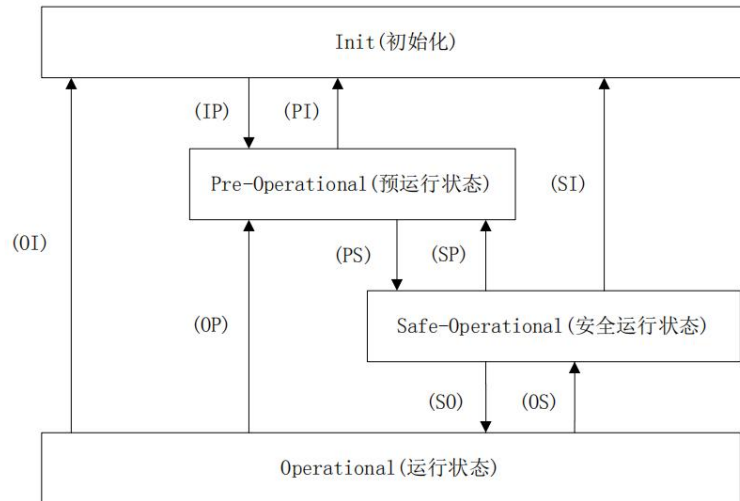 Init(初始化)
(IP)
(PI)
Pre-Operational(预运行状态)
(SI)
(OI)
(PS)
(SP)
(OP)
Safe-Operational(安全运行状态)
(SO)
(OS)
Operational(运行状态)